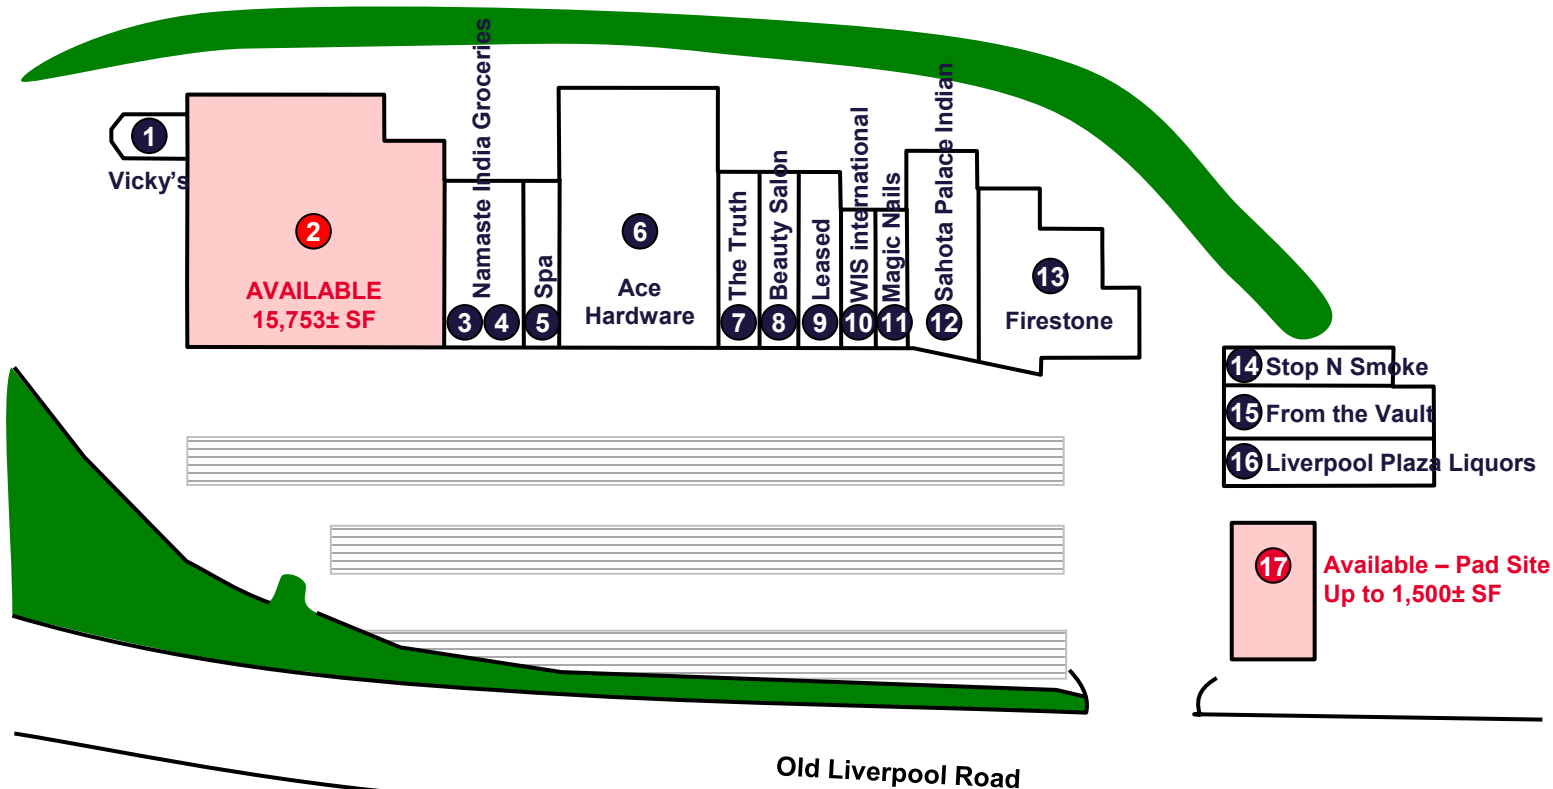 1
Vicky's
2
AVAILABLE
15,753± SF
Namaste India Groceries
3 4
Spa
5
6
Ace
Hardware
The Truth
7
Beauty Salon
8
Leased
9
WIS international
10
Magic Nails
11
Sahota Palace Indian
12
13
Firestone
14 Stop N Smoke
15 From the Vault
16 Liverpool Plaza Liquors
17
Available – Pad Site
Up to 1,500± SF
Old Liverpool Road